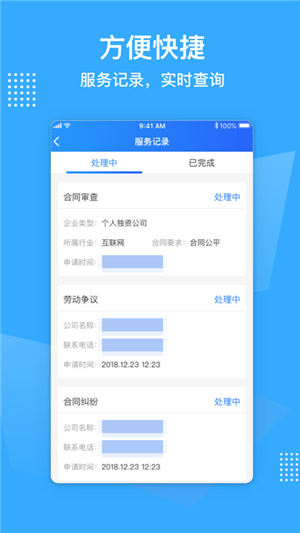 方便快捷
服务记录，实时查询
9:41 AM
100%
服务记录
处理中 已完成
合同审查 处理中
企业类型： 个人独资公司
所属行业： 互联网 合同要求： 合同公平
申请时间：
劳动争议 处理中
公司名称：
联系电话：
申请时间： 2018.12.23 12:23
合同纠纷 处理中
公司名称：
联系电话：
申请时间： 2018.12.23 12:23